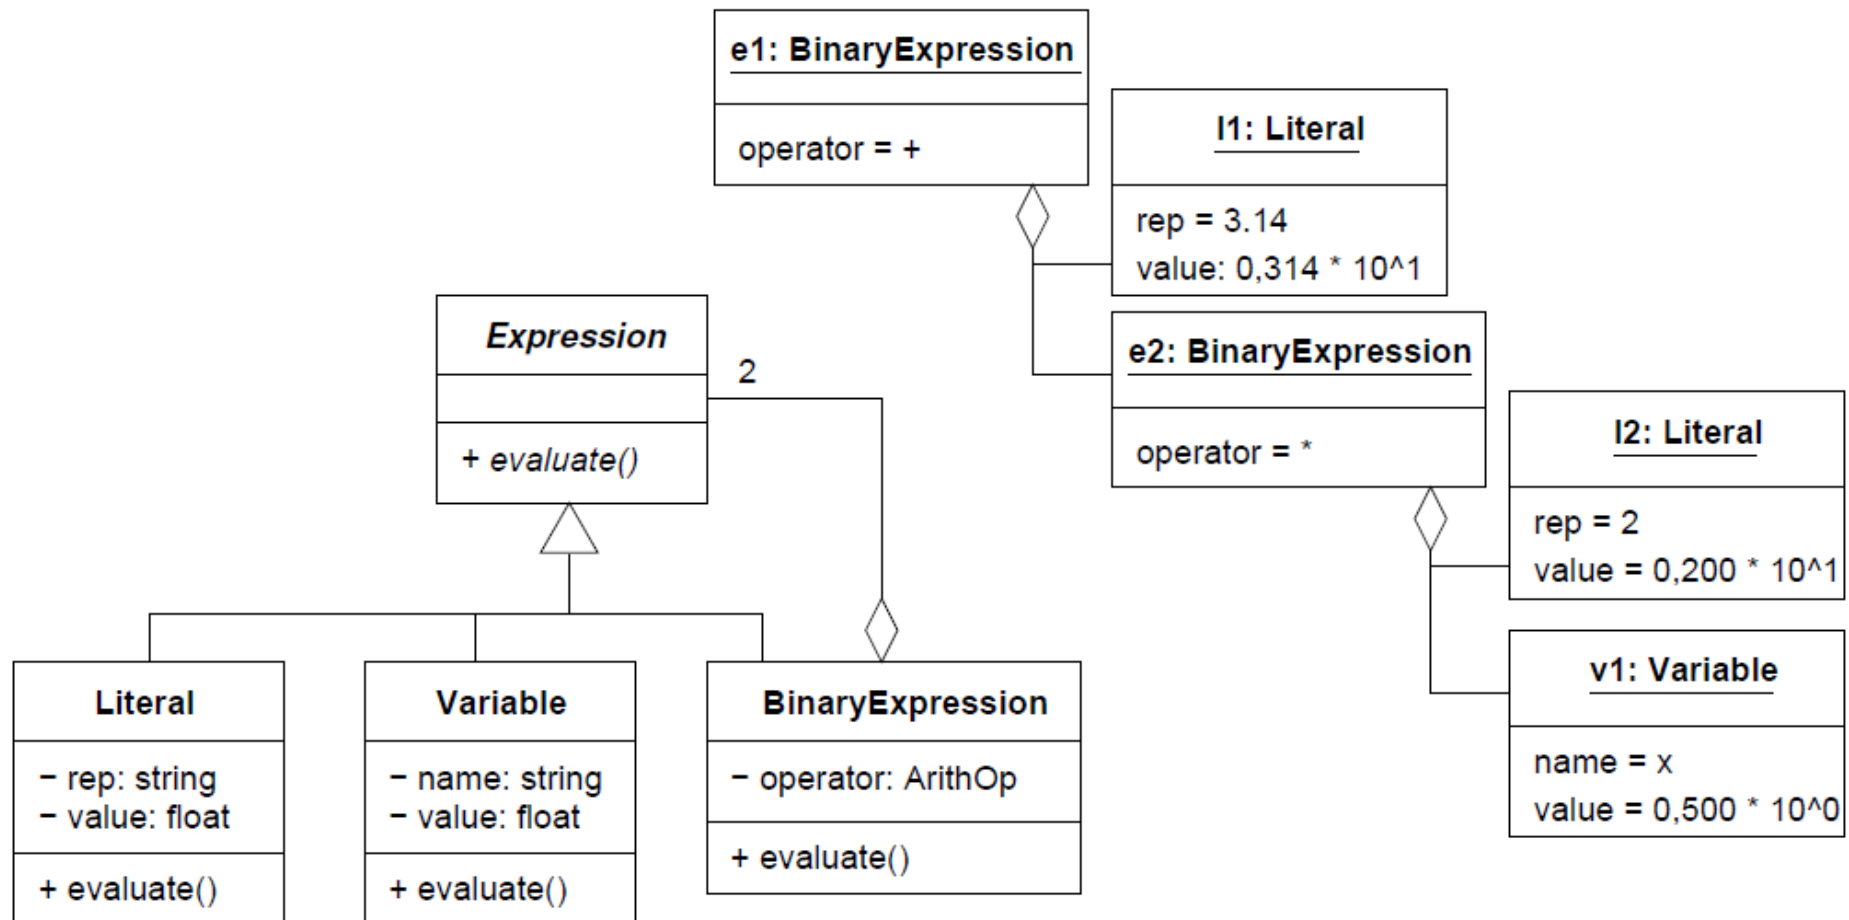 e1: BinaryExpression
operator = +
l1: Literal
rep = 3.14
value: 0,314 * 10^1
Expression
+ evaluate()
2
e2: BinaryExpression
operator = *
l2: Literal
rep = 2
value = 0,200 * 10^1
v1: Variable
name = x
value = 0,500 * 10^0
Literal
− rep: string
− value: float
+ evaluate()
Variable
− name: string
− value: float
+ evaluate()
BinaryExpression
− operator: ArithOp
+ evaluate()